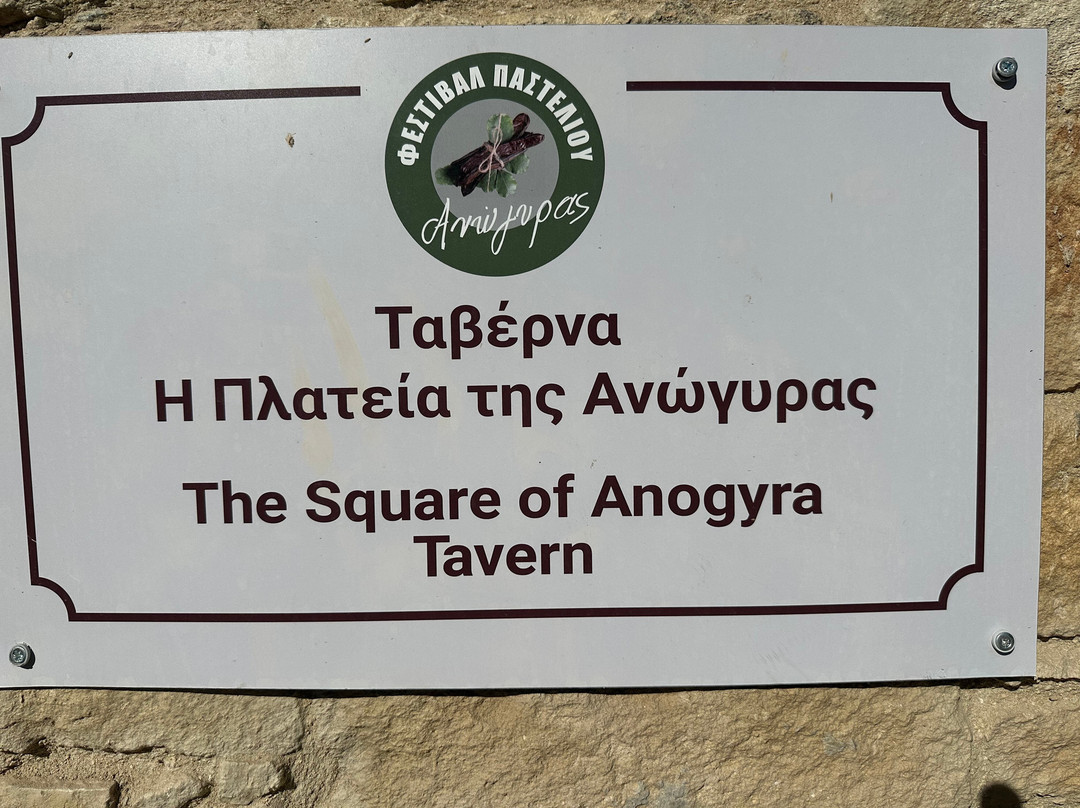 ΦΕΣΤΙΒΑΛ ΠΑΣΤΕΛΙΟΥ
Ανώγυρας
Ταβέρνα
Η Πλατεία της Ανώγυρας
The Square of Anogyra
Tavern